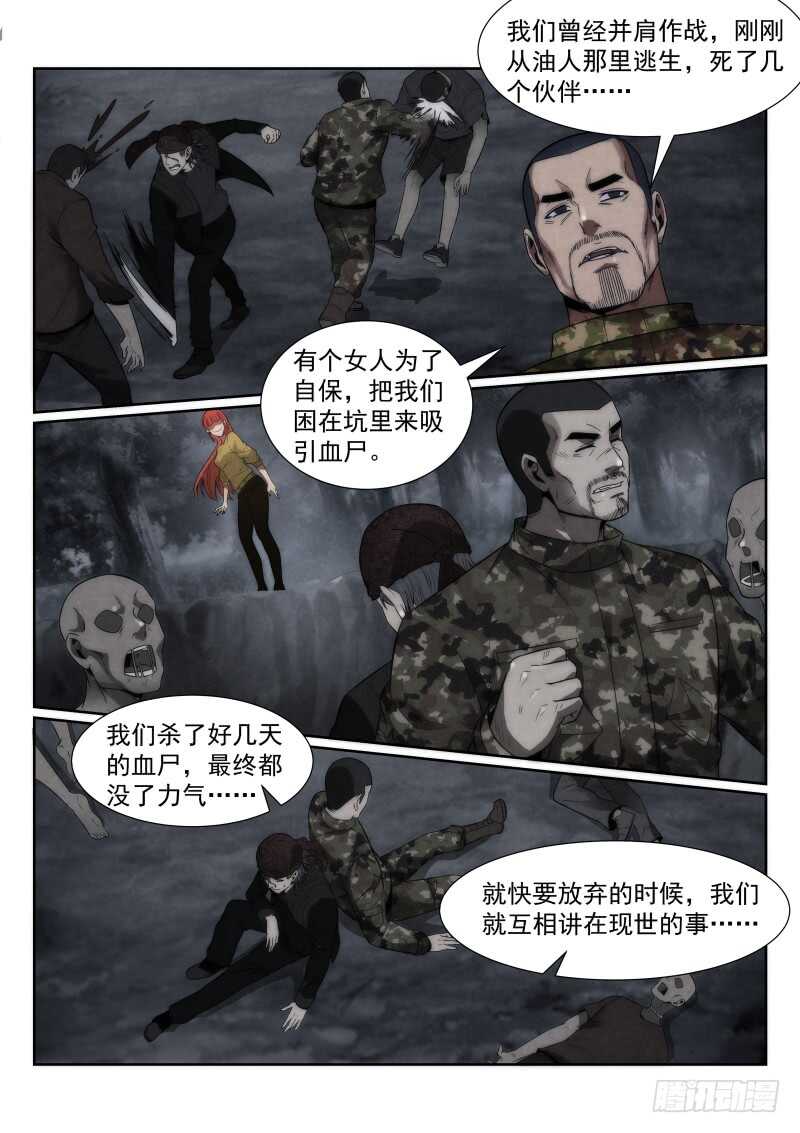 我们曾经并肩作战，刚刚
从油人那里逃生，死了几
个伙伴……
有个女人为了
自保，把我们
困在坑里来吸
引血尸。
我们杀了好几天
的血尸，最终都
没了力气……
就快要放弃的时候，我们
就互相讲在现世的事……
腾讯动漫